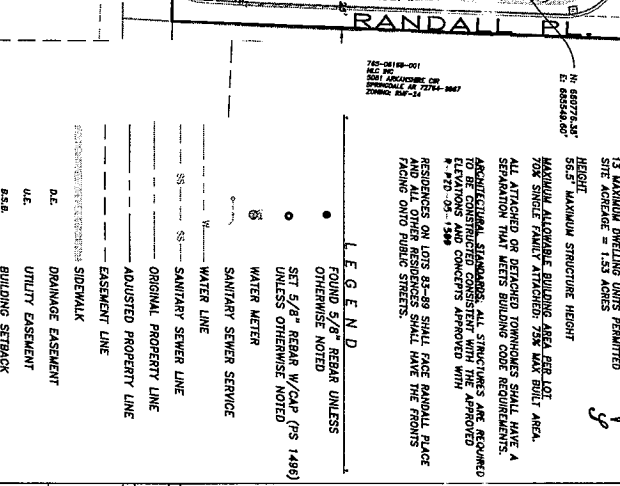 RANDALL PL.
25'
N: 660776.38'
E: 665549.60'
765-06168-001
HLC INC
5081 ARKANSHIRE CIR
SPRINGDALE AR 72764-9667
ZONING: RMF-24
13 MAXIMUM DWELLING UNITS PERMITTED
SITE ACREAGE = 1.53 ACRES
HEIGHT
56.5' MAXIMUM STRUCTURE HEIGHT
MAXIMUM ALLOWABLE BUILDING AREA PER LOT
70% SINGLE FAMILY ATTACHED; 75% MAX BUILT AREA.
ALL ATTACHED OR DETACHED TOWNHOMES SHALL HAVE A
SEPARATION THAT MEETS BUILDING CODE REQUIREMENTS.
ARCHITECTURAL STANDARDS: ALL STRUCTURES ARE REQUIRED
TO BE CONSTRUCTED CONSISTENT WITH THE APPROVED
ELEVATIONS AND CONCEPTS APPROVED WITH
R-PZD-05-1599
RESIDENCES ON LOTS 83-89 SHALL FACE RANDALL PLACE
AND ALL OTHER RESIDENCES SHALL HAVE THE FRONTS
FACING ONTO PUBLIC STREETS.
LEGEND
FOUND 5/8" REBAR UNLESS
OTHERWISE NOTED
SET 5/8" REBAR W/CAP (PS 1496)
UNLESS OTHERWISE NOTED
WATER METER
SANITARY SEWER SERVICE
W WATER LINE
SS SS SANITARY SEWER LINE
ORIGINAL PROPERTY LINE
ADJUSTED PROPERTY LINE
EASEMENT LINE
SIDEWALK
D.E. DRAINAGE EASEMENT
U.E. UTILITY EASEMENT
B.S.B. BUILDING SETBACK